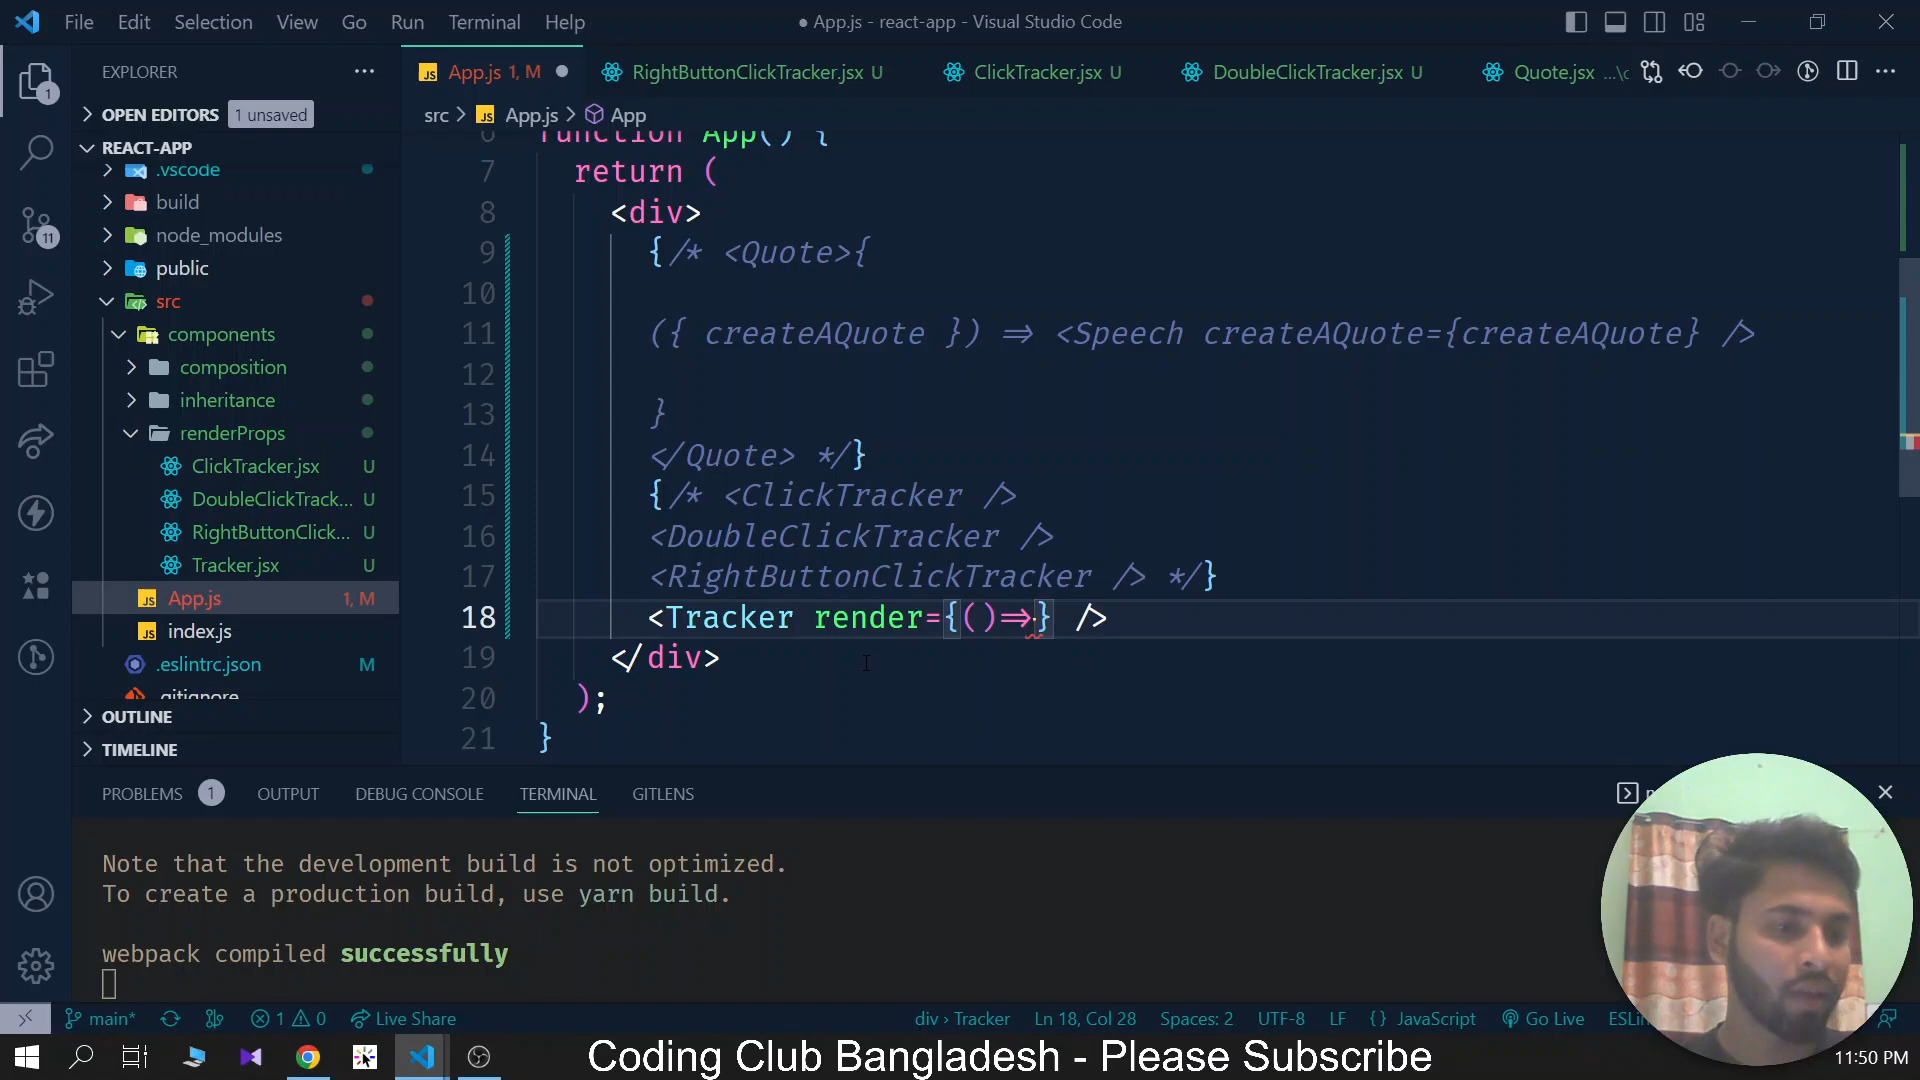 File Edit Selection View Go Run Terminal Help
● App.js - react-app - Visual Studio Code
EXPLORER
App.js 1, M
RightButtonClickTracker.jsx U
ClickTracker.jsx U
DoubleClickTracker.jsx U
Quote.jsx ...\c
OPEN EDITORS 1 unsaved
src > App.js > App
REACT-APP
.vscode
build
node_modules
public
src
components
composition
inheritance
renderProps
ClickTracker.jsx U
DoubleClickTrack... U
RightButtonClick... U
Tracker.jsx U
App.js 1, M
index.js
.eslintrc.json M
.gitignore
OUTLINE
TIMELINE
1
11
6 function App() {
7 return (
8 <div>
9 {/* <Quote>{
10
11 ({ createAQuote }) => <Speech createAQuote={createAQuote} />
12
13 }
14 </Quote> */}
15 {/* <ClickTracker />
16 <DoubleClickTracker />
17 <RightButtonClickTracker /> */}
18 <Tracker render={()=>} />
19 </div>
20 );
21 }
PROBLEMS 1 OUTPUT DEBUG CONSOLE TERMINAL GITLENS
Note that the development build is not optimized.
To create a production build, use yarn build.
webpack compiled successfully
main* 1 0 Live Share
div › Tracker Ln 18, Col 28 Spaces: 2 UTF-8 LF {} JavaScript Go Live
Coding Club Bangladesh - Please Subscribe
11:50 PM